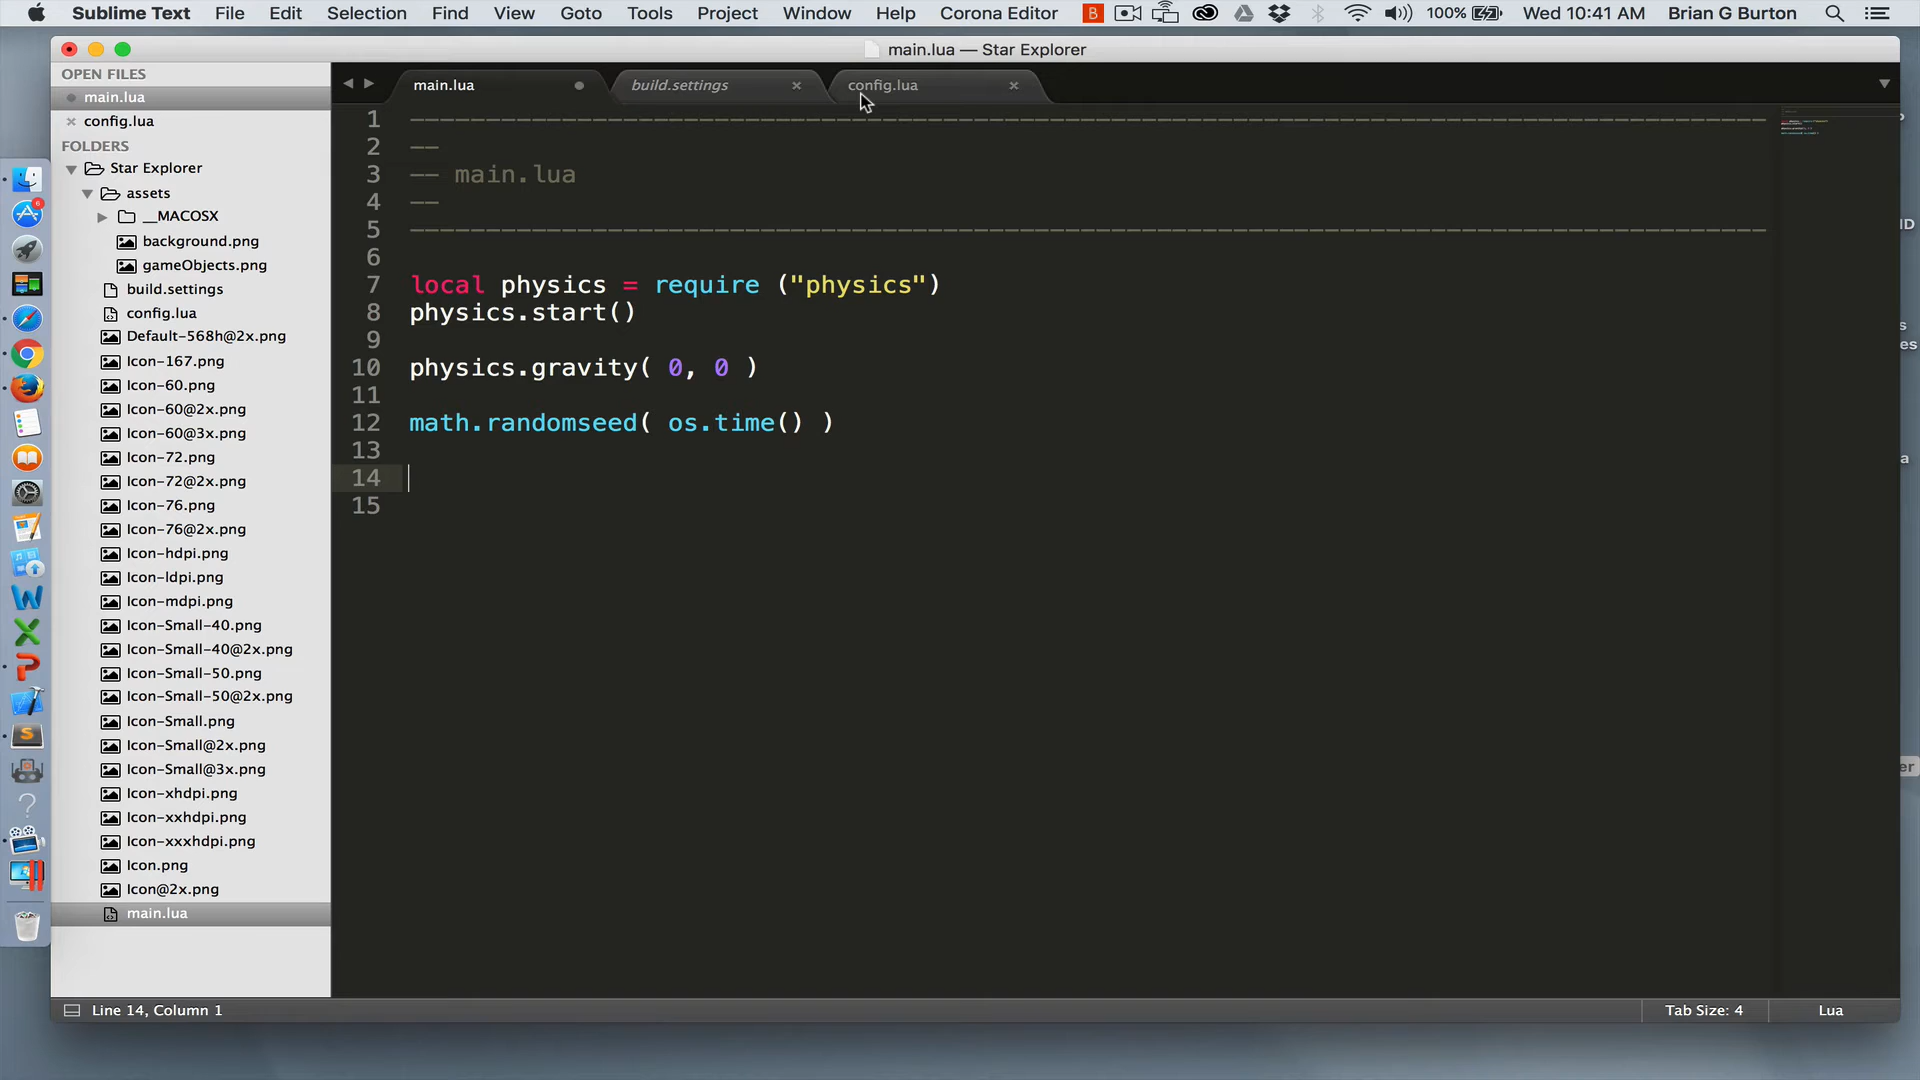 Sublime Text File Edit Selection Find View Goto Tools Project Window Help Corona Editor B 100% Wed 10:41 AM Brian G Burton
main.lua — Star Explorer
OPEN FILES
main.lua
config.lua
FOLDERS
Star Explorer
assets
__MACOSX
background.png
gameObjects.png
build.settings
config.lua
Default-568h@2x.png
Icon-167.png
Icon-60.png
Icon-60@2x.png
Icon-60@3x.png
Icon-72.png
Icon-72@2x.png
Icon-76.png
Icon-76@2x.png
Icon-hdpi.png
Icon-ldpi.png
Icon-mdpi.png
Icon-Small-40.png
Icon-Small-40@2x.png
Icon-Small-50.png
Icon-Small-50@2x.png
Icon-Small.png
Icon-Small@2x.png
Icon-Small@3x.png
Icon-xhdpi.png
Icon-xxhdpi.png
Icon-xxxhdpi.png
Icon.png
Icon@2x.png
main.lua
main.lua build.settings config.lua
1 -----------------------------------------------------------------------------------------
2 --
3 -- main.lua
4 --
5 -----------------------------------------------------------------------------------------
6
7 local physics = require ("physics")
8 physics.start()
9
10 physics.gravity( 0, 0 )
11
12 math.randomseed( os.time() )
13
14
15
Line 14, Column 1 Tab Size: 4 Lua